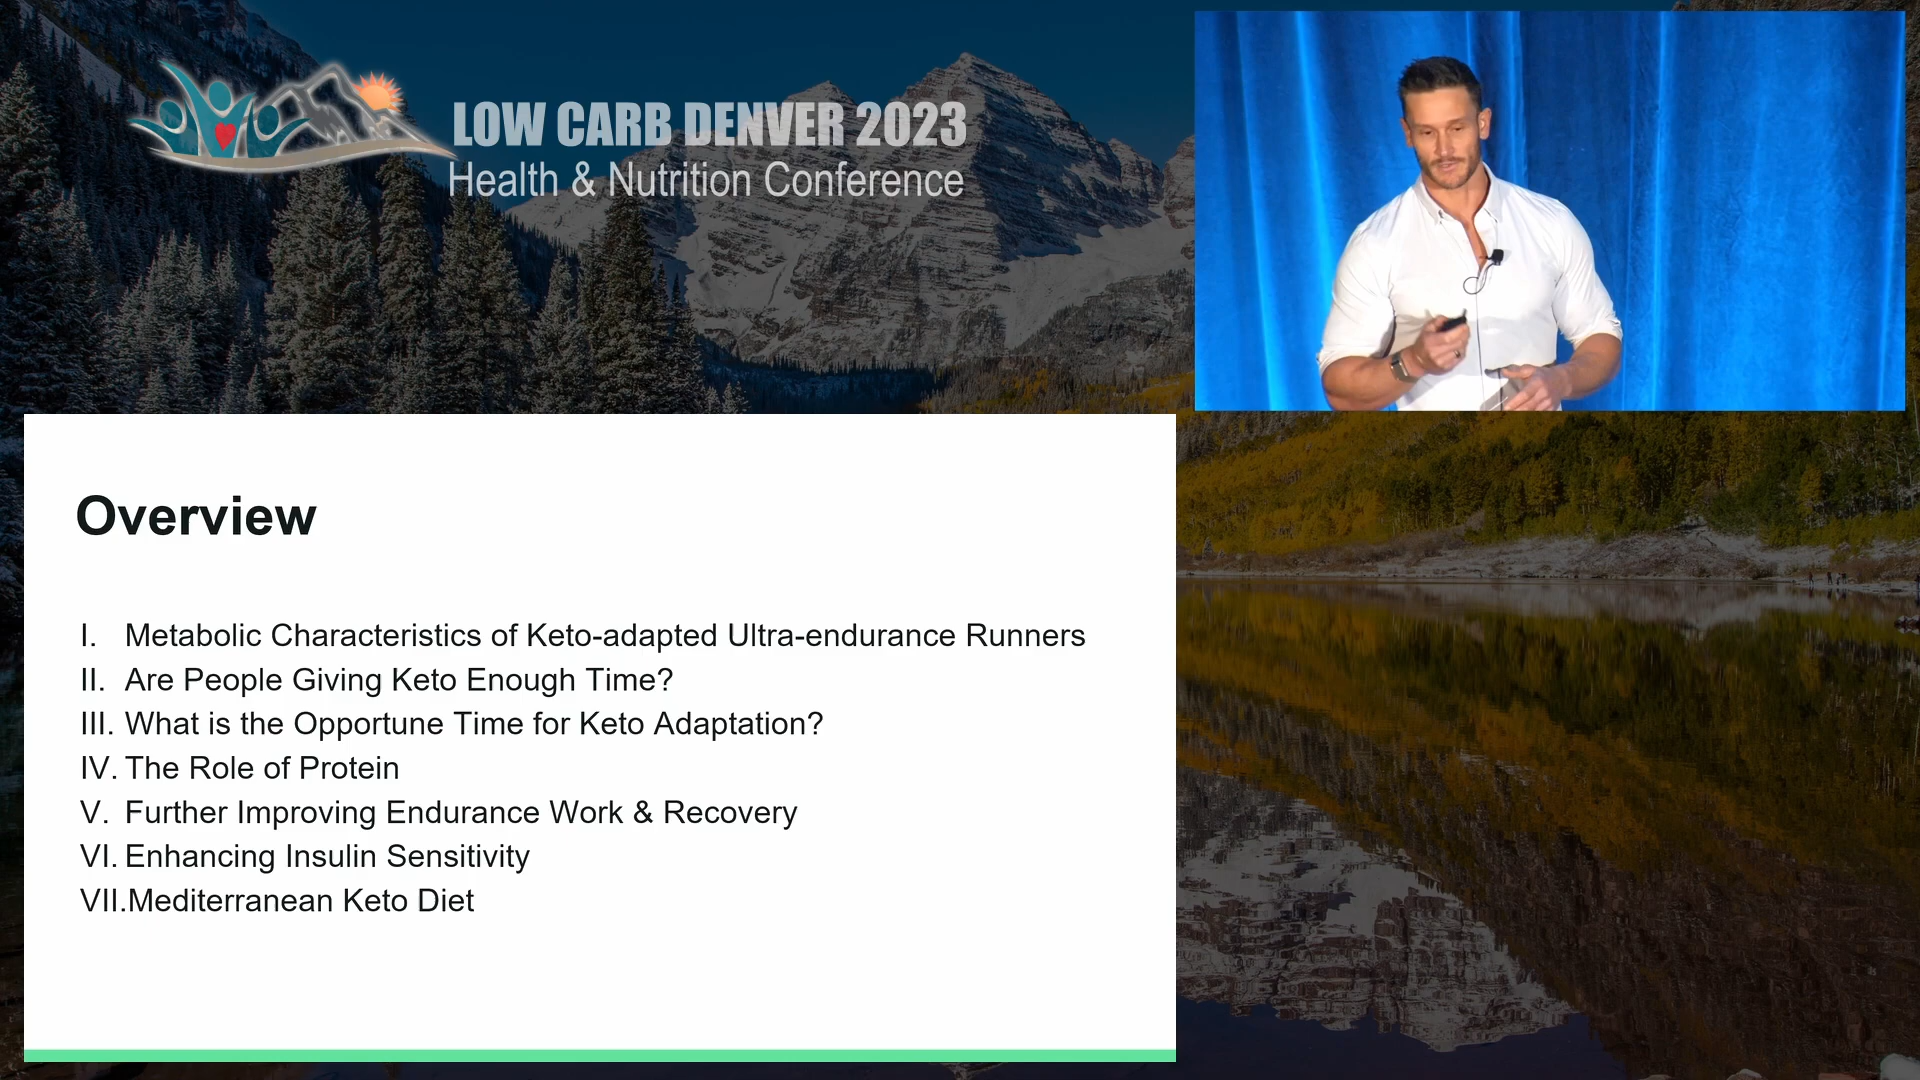 LOW CARB DENVER 2023
Health & Nutrition Conference
Overview
I. Metabolic Characteristics of Keto-adapted Ultra-endurance Runners
II. Are People Giving Keto Enough Time?
III. What is the Opportune Time for Keto Adaptation?
IV. The Role of Protein
V. Further Improving Endurance Work & Recovery
VI. Enhancing Insulin Sensitivity
VII.Mediterranean Keto Diet